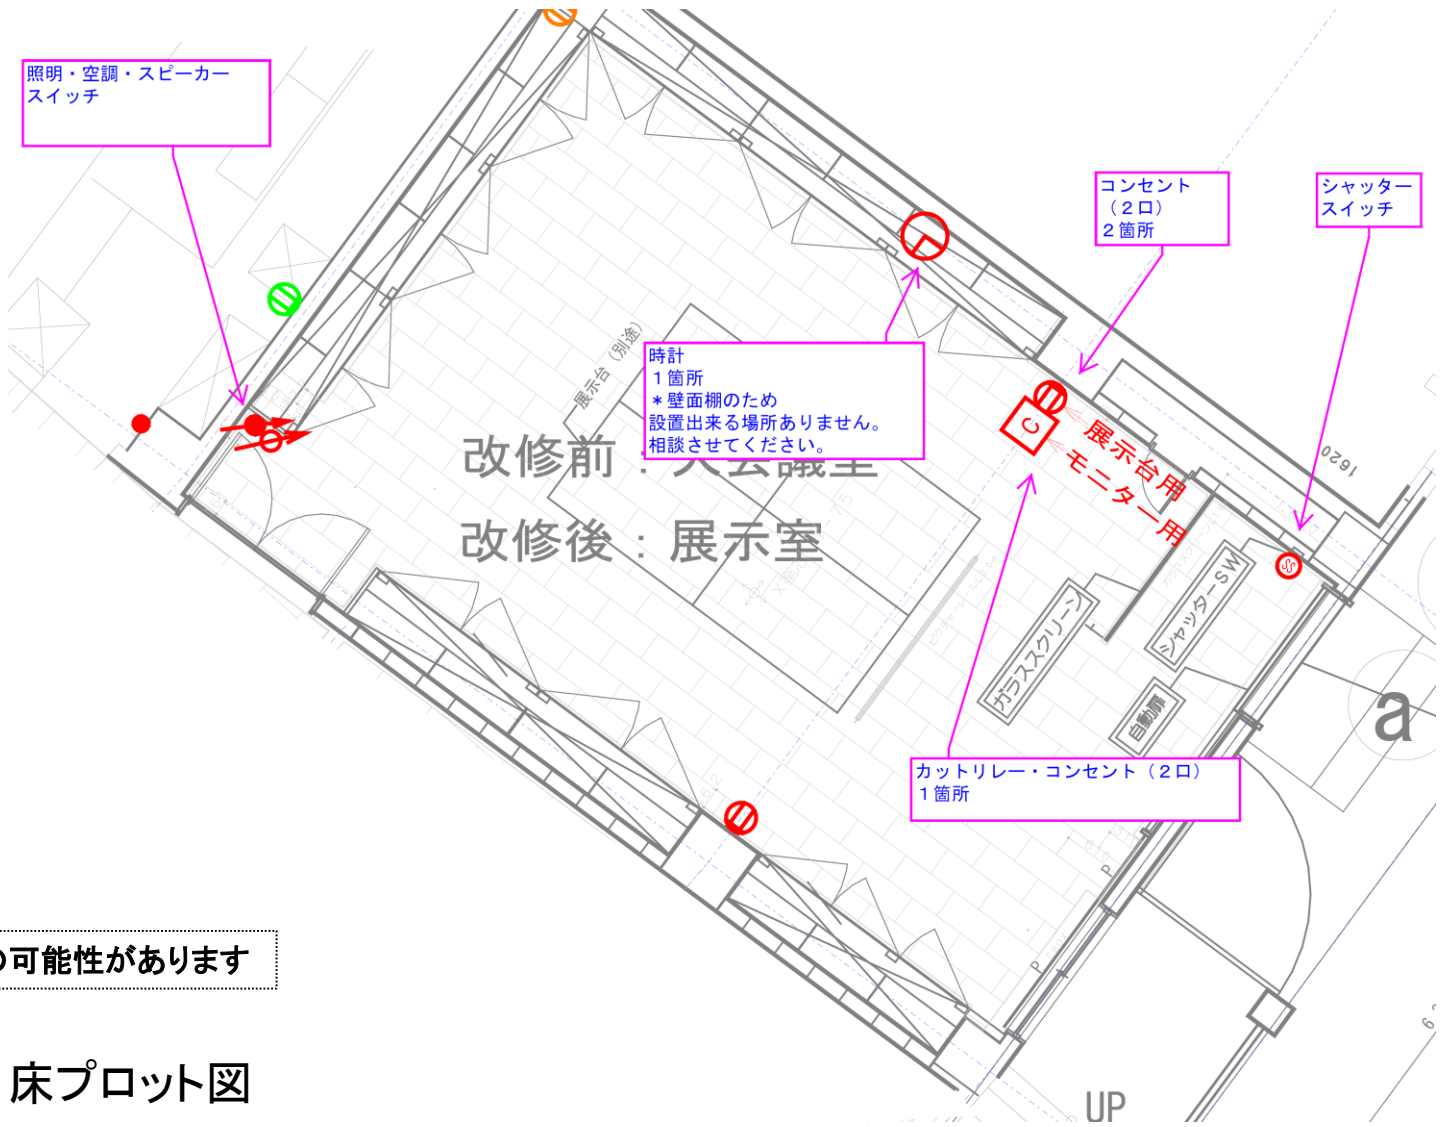 照明・空調・スピーカー
スイッチ
コンセント
（２口）
２箇所
シャッター
スイッチ
時計
１箇所
＊壁面棚のため
設置出来る場所ありません。
相談させてください。
展示台（別途）
改修前：大会議室
改修後：展示室
C
展示台用
モニター用
1620
SS
ガラススクリーン
シャッターSW
自動扉
a
カットリレー・コンセント（２口）
１箇所
P
P
の可能性があります
床プロット図
UP